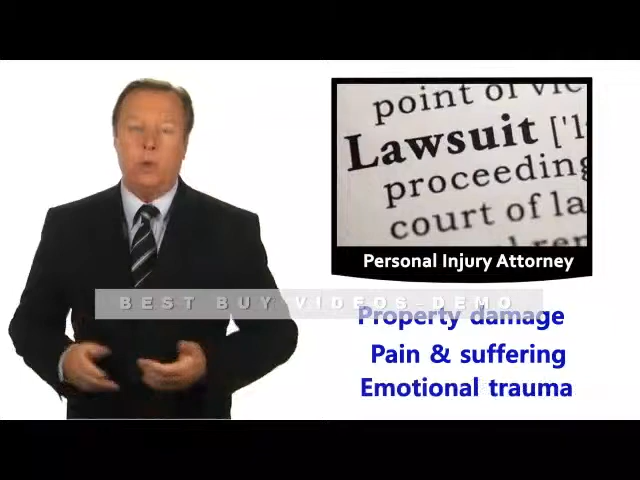 point of vic
Lawsuit ['l
proceeding
court of la
Personal Injury Attorney
BEST BUY VIDEOS-DEMO
Property damage
Pain & suffering
Emotional trauma